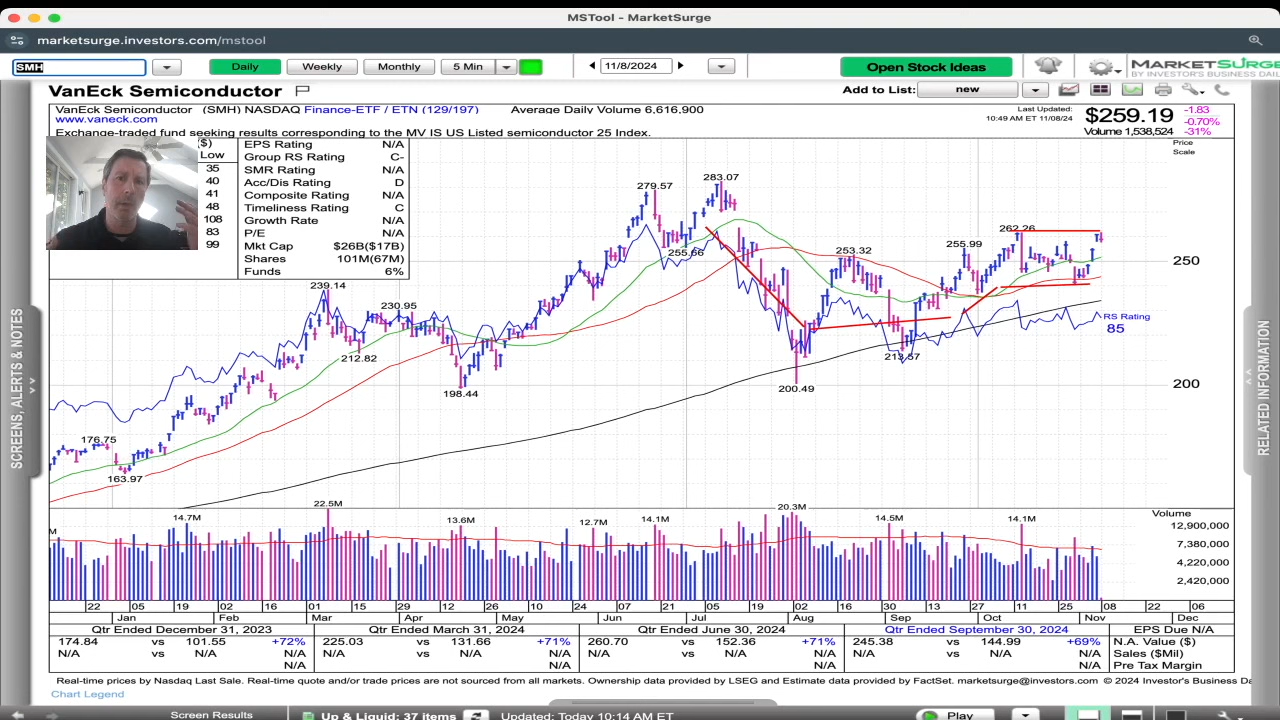 MSTool - MarketSurge
marketsurge.investors.com/mstool
SMH Daily Weekly Monthly 5 Min 11/8/2024 Open Stock Ideas MARKETSURGE
BY INVESTOR'S BUSINESS DAIL
VanEck Semiconductor Add to List: new
VanEck Semiconductor (SMH) NASDAQ Finance-ETF / ETN (129/197) Average Daily Volume 6,616,900
Last Updated:
10:49 AM ET 11/08/24
$259.19 -1.83
-0.70%
Volume 1,538,524 -31%
www.vaneck.com
Exchange-traded fund seeking results corresponding to the MV IS US Listed semiconductor 25 Index.
Price
Scale
($)
Low
35
40
41
48
108
83
99
EPS Rating N/A
Group RS Rating C-
SMR Rating N/A
Acc/Dis Rating D
Composite Rating N/A
Timeliness Rating C
Growth Rate N/A
P/E N/A
Mkt Cap $26B($17B)
Shares 101M(67M)
Funds 6%
283.07
279.57
262.26
255.99
253.32
255.66
250
239.14
230.95
RS Rating
85
212.82
213.57
200.49
200
198.44
176.75
163.97
22.5M
20.3M
14.7M 13.6M 12.7M 14.1M 14.5M 14.1M
M
Volume
12,900,000
7,380,000
4,220,000
2,420,000
22 05 19 02 16 01 15 29 12 26 10 24 07 21 05 19 02 16 30 13 27 11 25 08 22 06
Jan Feb Mar Apr May Jun Jul Aug Sep Oct Nov Dec
Qtr Ended December 31, 2023 Qtr Ended March 31, 2024 Qtr Ended June 30, 2024 Qtr Ended September 30, 2024 EPS Due N/A
174.84 vs 101.55 +72% 225.03 vs 131.66 +71% 260.70 vs 152.36 +71% 245.38 vs 144.99 +69% N.A. Value ($)
N/A vs N/A N/A N/A vs N/A N/A N/A vs N/A N/A N/A vs N/A N/A Sales ($Mil)
N/A N/A N/A N/A Pre Tax Margin
Real-time prices by Nasdaq Last Sale. Real-time quote and/or trade prices are not sourced from all markets. Ownership data provided by LSEG and Estimate data provided by FactSet. marketsurge@investors.com © 2024 Investor's Business Da
Chart Legend
SCREENS, ALERTS & NOTES
RELATED INFORMATION
Screen Results Up & Liquid: 37 items Updated: Today 10:14 AM ET Play